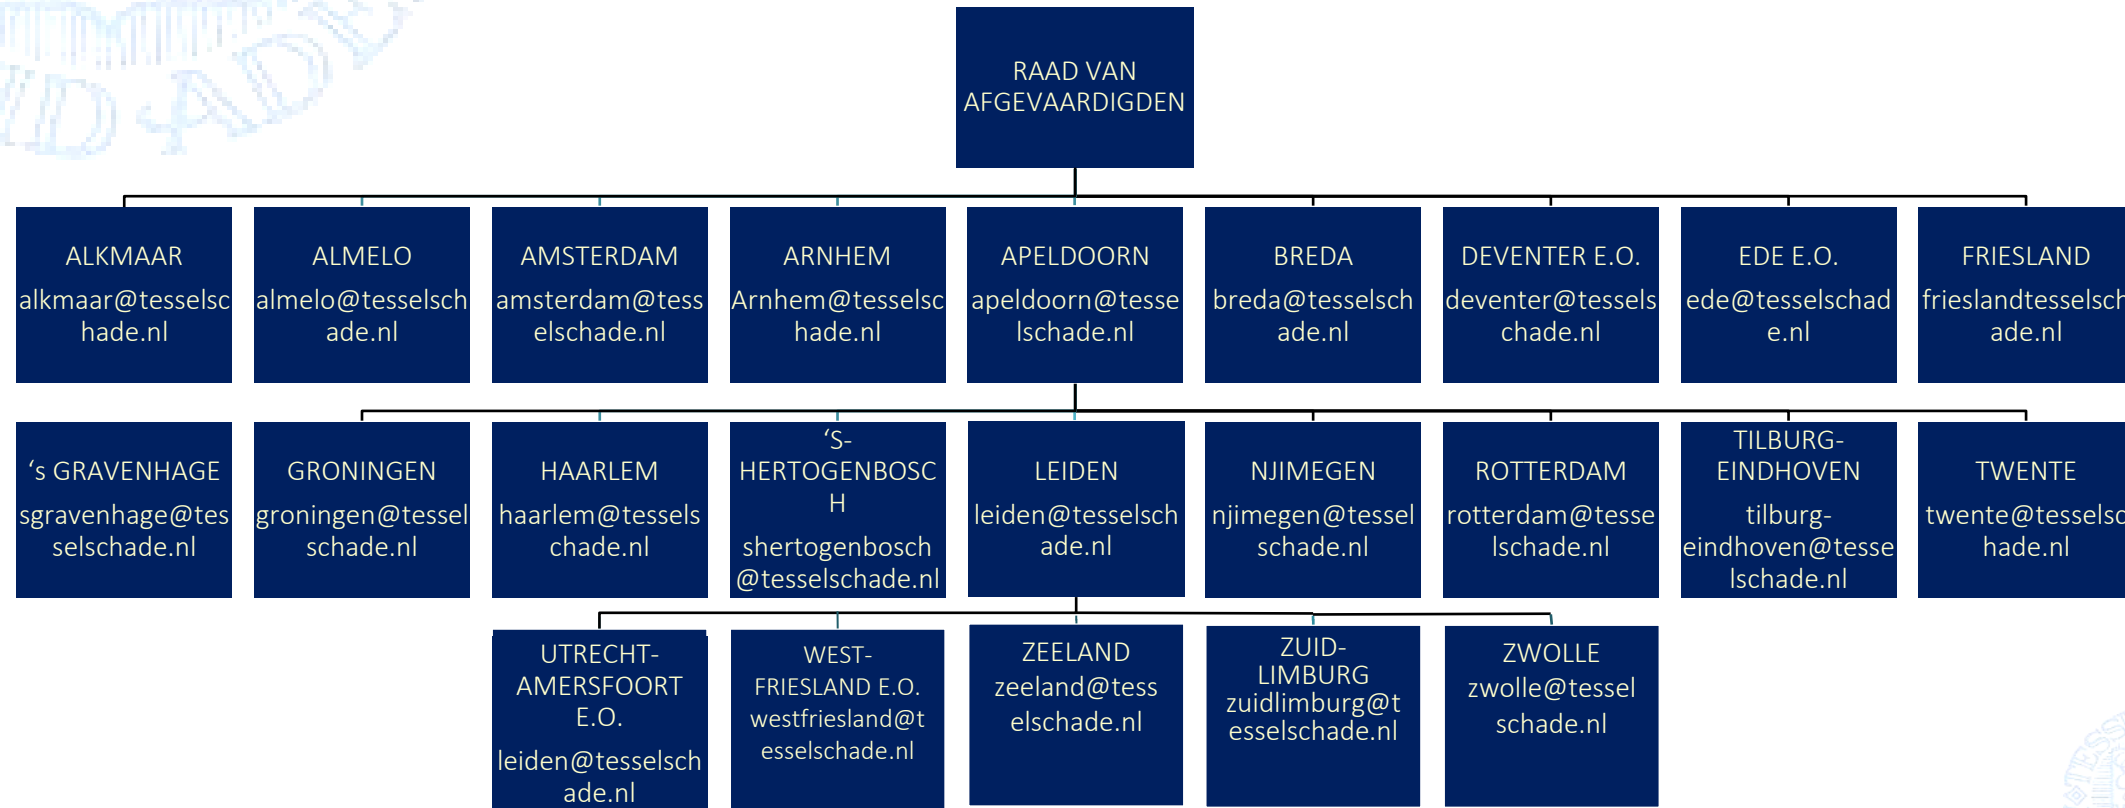 RAAD VAN
AFGEVAARDIGDEN
ALKMAAR
alkmaar@tesselsc
hade.nl
ALMELO
almelo@tesselsch
ade.nl
AMSTERDAM
amsterdam@tess
elschade.nl
ARNHEM
Arnhem@tesselsc
hade.nl
APELDOORN
apeldoorn@tesse
lschade.nl
BREDA
breda@tesselsch
ade.nl
DEVENTER E.O.
deventer@tessels
chade.nl
EDE E.O.
ede@tesselschad
e.nl
FRIESLAND
frieslandtesselsch
ade.nl
‘s GRAVENHAGE
sgravenhage@tes
selschade.nl
GRONINGEN
groningen@tessel
schade.nl
HAARLEM
haarlem@tessels
chade.nl
‘S-
HERTOGENBOSC
H
shertogenbosch
@tesselschade.nl
LEIDEN
leiden@tesselsch
ade.nl
NJIMEGEN
njimegen@tessel
schade.nl
ROTTERDAM
rotterdam@tesse
lschade.nl
TILBURG-
EINDHOVEN
tilburg-
eindhoven@tesse
lschade.nl
TWENTE
twente@tesselsc
hade.nl
UTRECHT-
AMERSFOORT
E.O.
leiden@tesselsch
ade.nl
WEST-
FRIESLAND E.O.
westfriesland@t
esselschade.nl
ZEELAND
zeeland@tess
elschade.nl
ZUID-
LIMBURG
zuidlimburg@t
esselschade.nl
ZWOLLE
zwolle@tessel
schade.nl